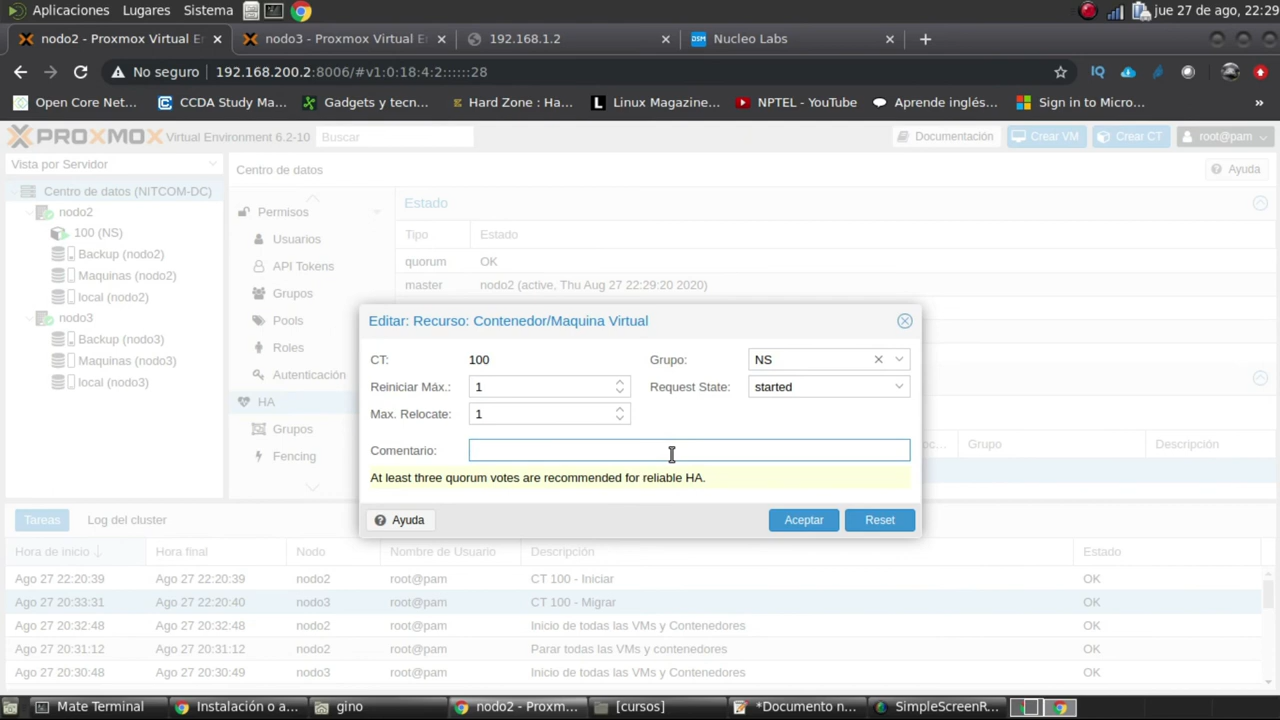 Aplicaciones Lugares Sistema jue 27 de ago, 22:29
nodo2 - Proxmox Virtual E nodo3 - Proxmox Virtual E 192.168.1.2 DSM Nucleo Labs
No seguro 192.168.200.2:8006/#v1:0:18:4:2::::::28
Open Core Net... CCDA Study Ma... Gadgets y tecn... Hard Zone : Ha... Linux Magazine... NPTEL - YouTube Aprende inglés... Sign in to Micro... »
PROXMOX Virtual Environment 6.2-10 Buscar Documentación Crear VM Crear CT root@pam
Vista por Servidor Centro de datos Ayuda
Centro de datos (NITCOM-DC)
nodo2
100 (NS)
Backup (nodo2)
Maquinas (nodo2)
local (nodo2)
nodo3
Backup (nodo3)
Maquinas (nodo3)
local (nodo3)
Permisos
Usuarios
API Tokens
Grupos
Pools
Roles
Autenticación
HA
Grupos
Fencing
Estado
Tipo Estado
quorum OK
master nodo2 (active, Thu Aug 27 22:29:20 2020)
oc... Grupo Descripción
Editar: Recurso: Contenedor/Maquina Virtual
CT: 100 Grupo: NS
Reiniciar Máx.: 1 Request State: started
Max. Relocate: 1
Comentario:
At least three quorum votes are recommended for reliable HA.
Ayuda Aceptar Reset
Tareas Log del cluster
Hora de inicio Hora final Nodo Nombre de Usuario Descripción Estado
Ago 27 22:20:39 Ago 27 22:20:39 nodo2 root@pam CT 100 - Iniciar OK
Ago 27 20:33:31 Ago 27 22:20:40 nodo3 root@pam CT 100 - Migrar OK
Ago 27 20:32:48 Ago 27 20:32:48 nodo2 root@pam Inicio de todas las VMs y Contenedores OK
Ago 27 20:31:12 Ago 27 20:31:12 nodo2 root@pam Parar todas las VMs y contenedores OK
Ago 27 20:30:48 Ago 27 20:30:49 nodo3 root@pam Inicio de todas las VMs y Contenedores OK
Mate Terminal Instalación o a... gino nodo2 - Proxm... [cursos] *Documento n... SimpleScreenR...